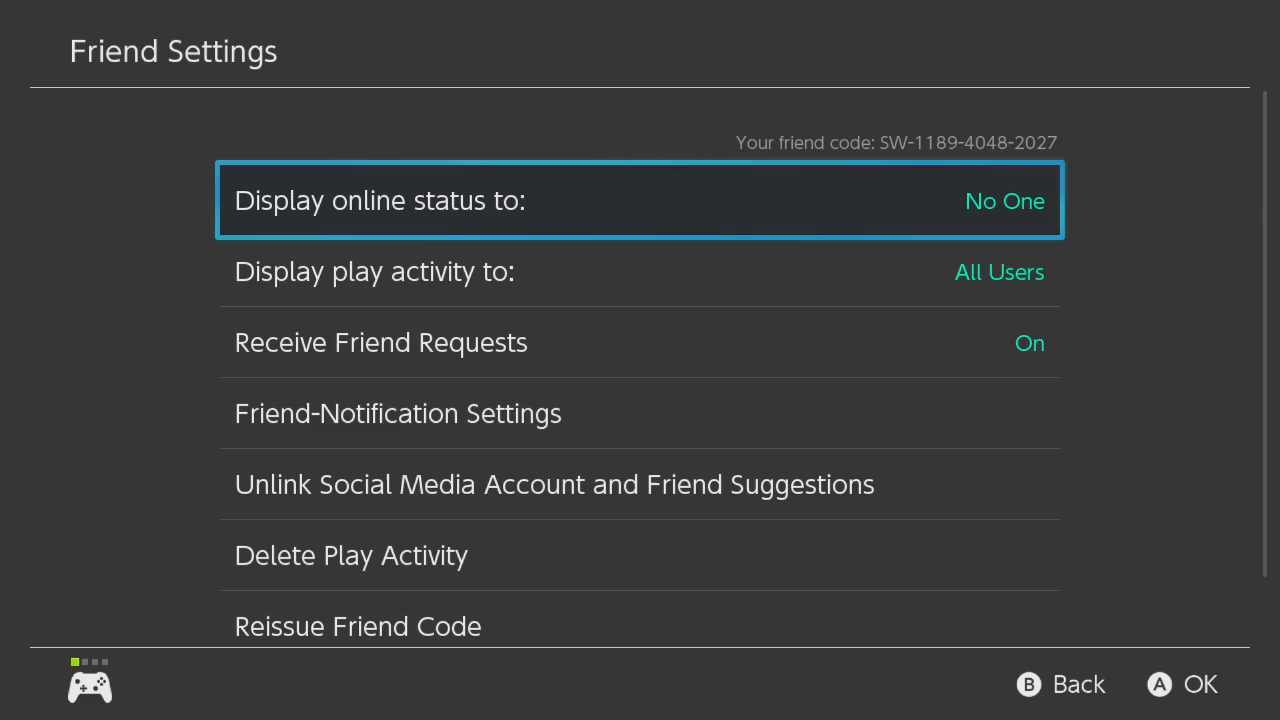 Friend Settings
Your friend code: SW-1189-4048-2027
Display online status to: No One
Display play activity to: All Users
Receive Friend Requests On
Friend-Notification Settings
Unlink Social Media Account and Friend Suggestions
Delete Play Activity
Reissue Friend Code
B Back A OK